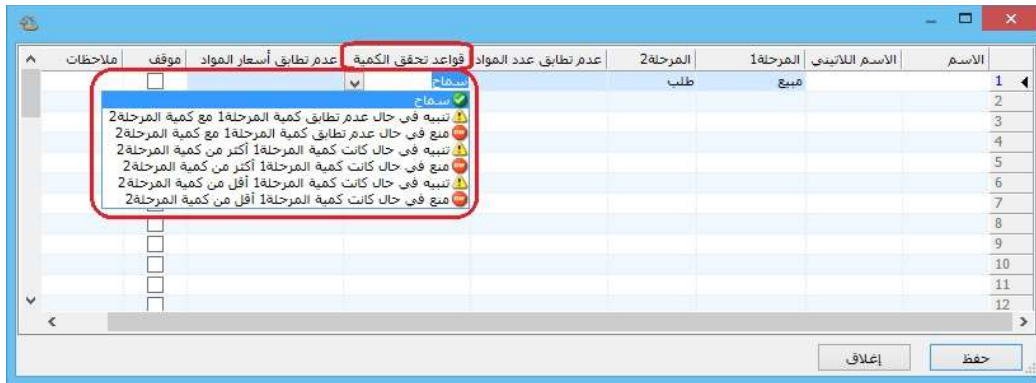 الاسم الاسم اللاتيني المرحلة1 المرحلة2 عدم تطابق عدد المواد قواعد تحقق الكمية عدم تطابق أسعار المواد موقف ملاحظات
1 مبيع طلب سماح
سماح
تنبيه في حال عدم تطابق كمية المرحلة1 مع كمية المرحلة2
منع في حال عدم تطابق كمية المرحلة1 مع كمية المرحلة2
تنبيه في حال كانت كمية المرحلة1 أكثر من كمية المرحلة2
منع في حال كانت كمية المرحلة1 أكثر من كمية المرحلة2
تنبيه في حال كانت كمية المرحلة1 أقل من كمية المرحلة2
منع في حال كانت كمية المرحلة1 أقل من كمية المرحلة2
2
3
4
5
6
7
8
9
10
11
12
حفظ إغلاق